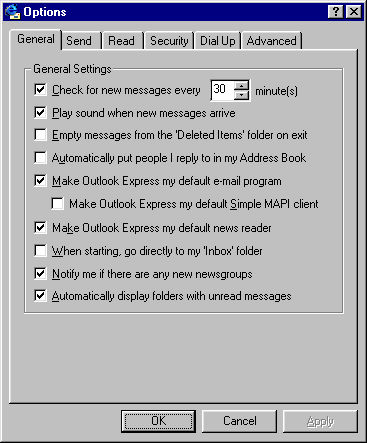 Options
General Send Read Security Dial Up Advanced
General Settings
Check for new messages every 30 minute(s)
Play sound when new messages arrive
Empty messages from the 'Deleted Items' folder on exit
Automatically put people I reply to in my Address Book
Make Outlook Express my default e-mail program
Make Outlook Express my default Simple MAPI client
Make Outlook Express my default news reader
When starting, go directly to my 'Inbox' folder
Notify me if there are any new newsgroups
Automatically display folders with unread messages
OK Cancel Apply